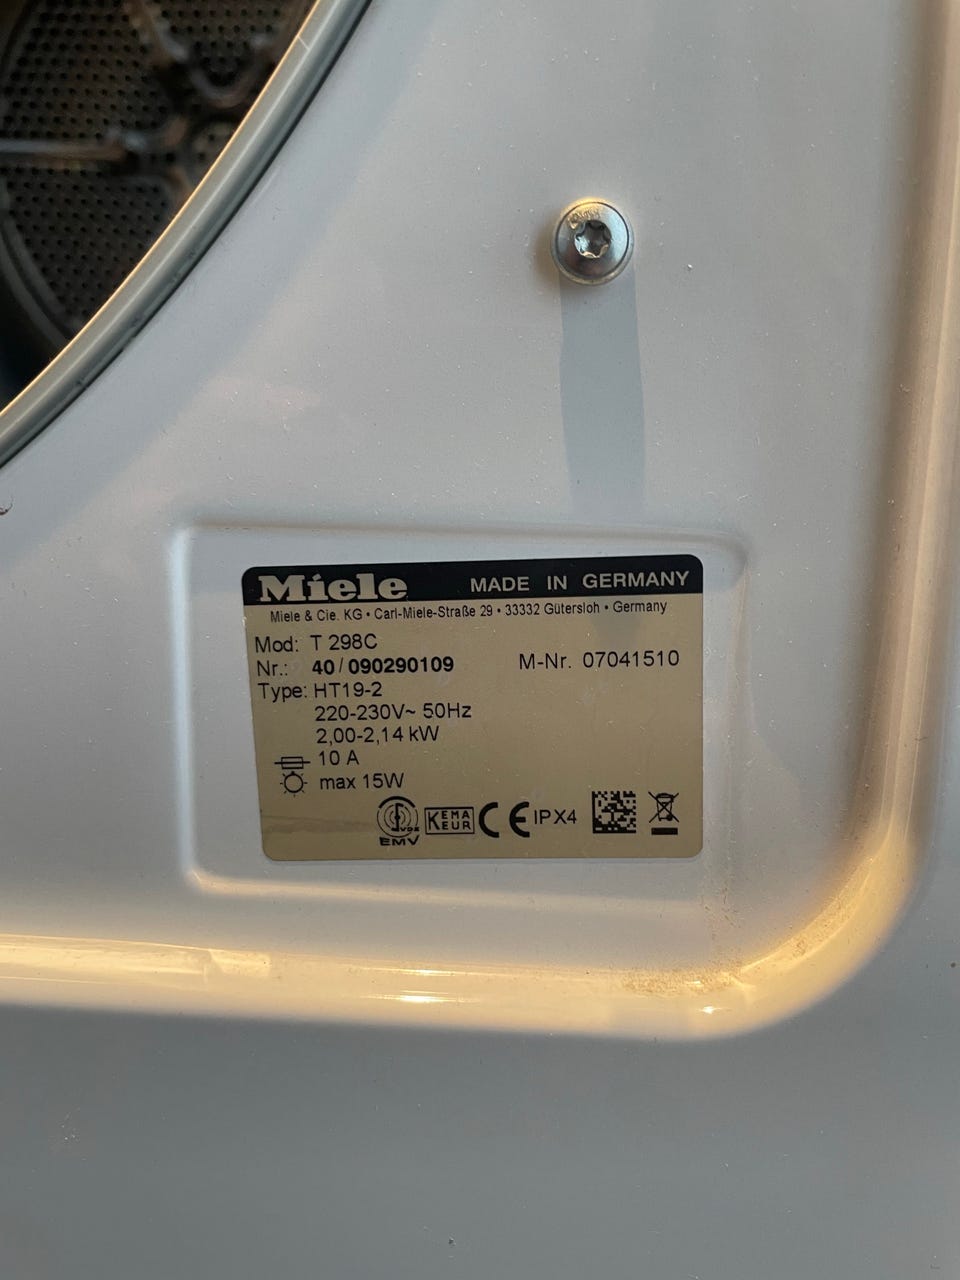 Miele MADE IN GERMANY
Miele & Cie. KG • Carl-Miele-Straße 29 • 33332 Gütersloh • Germany
Mod: T 298C
Nr.: 40/090290109 M-Nr. 07041510
Type: HT19-2
220-230V~ 50Hz
2,00-2,14 kW
10 A
max 15W
VDE
EMV
KEMA
EUR
CE IPX4